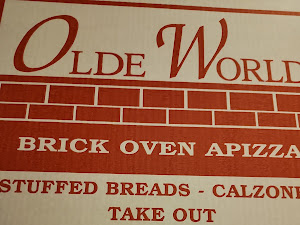 OLDE WORLD
BRICK OVEN APIZZA
STUFFED BREADS - CALZONE
TAKE OUT